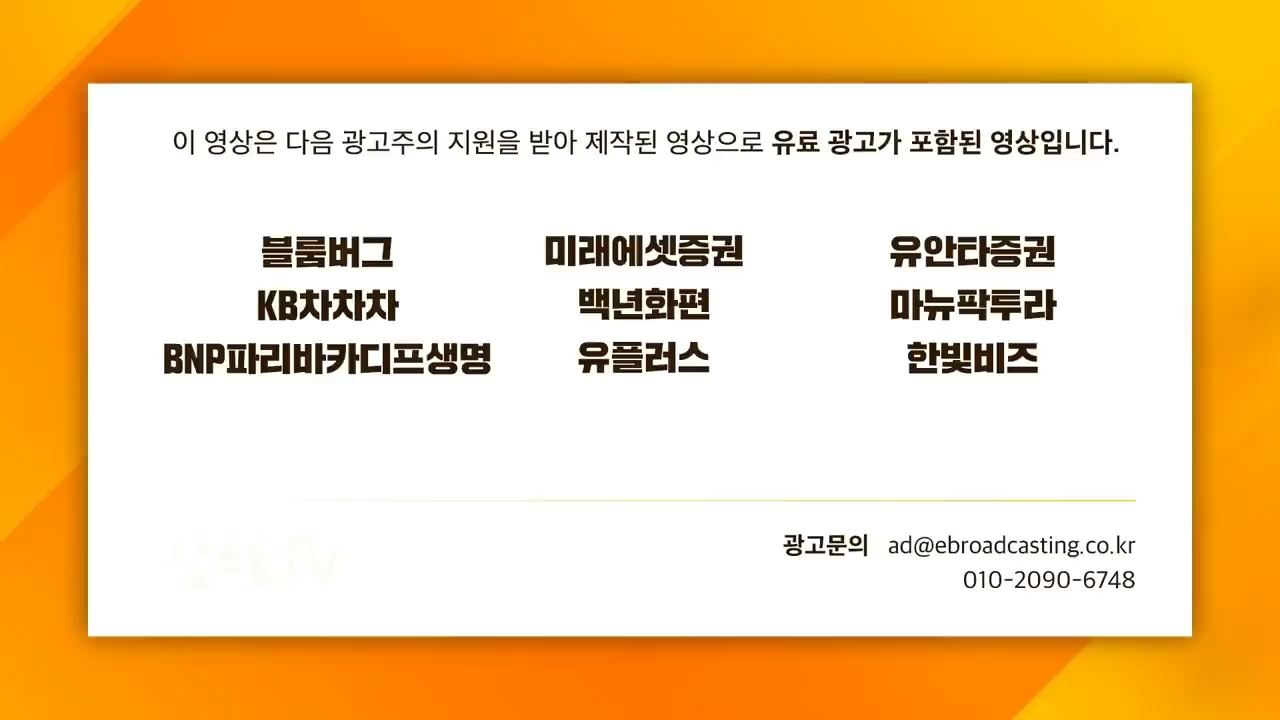 이 영상은 다음 광고주의 지원을 받아 제작된 영상으로 유료 광고가 포함된 영상입니다.
블룸버그 미래에셋증권 유안타증권
KB차차차 백년화편 마뉴팍투라
BNP파리바카디프생명 유플러스 한빛비즈
광고문의 ad@ebroadcasting.co.kr
010-2090-6748